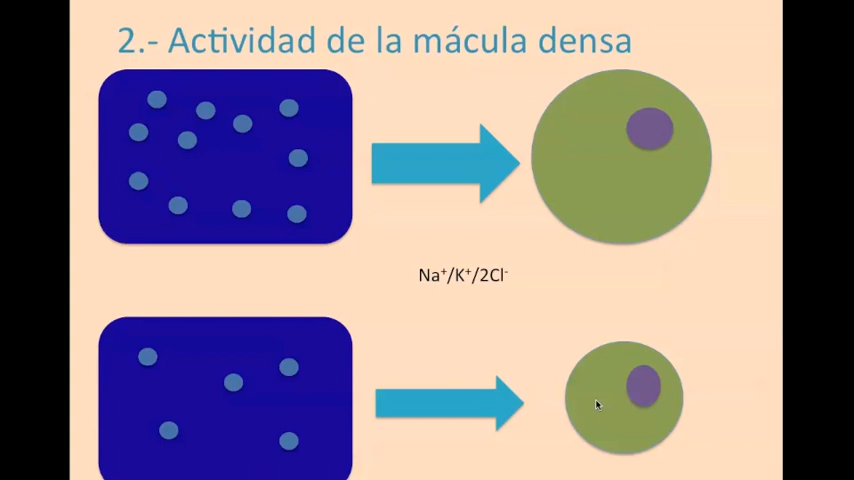 2.- Actividad de la mácula densa
Na⁺/K⁺/2Cl⁻